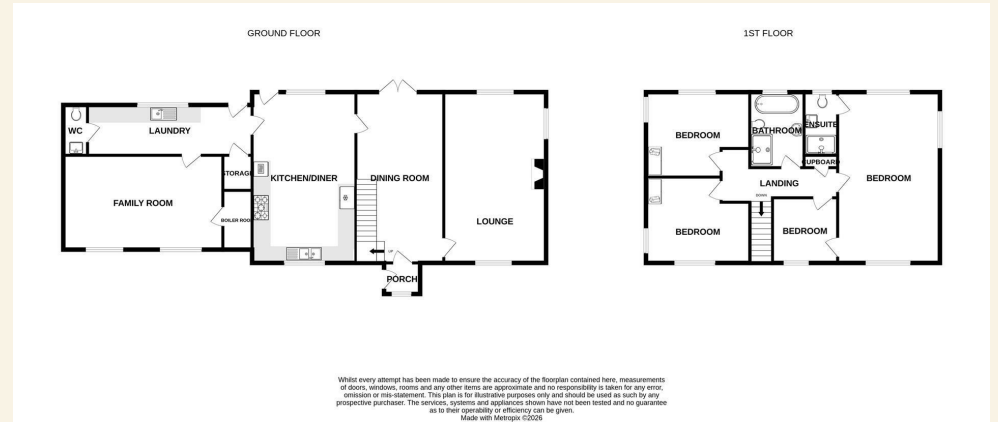 GROUND FLOOR
1ST FLOOR
WC
LAUNDRY
STORAGE
FAMILY ROOM
BOILER ROOM
KITCHEN/DINER
DINING ROOM
LOUNGE
UP
PORCH
BEDROOM
BATHROOM
ENSUITE
CUPBOARD
LANDING
DOWN
BEDROOM
BEDROOM
BEDROOM
Whilst every attempt has been made to ensure the accuracy of the floorplan contained here, measurements
of doors, windows, rooms and any other items are approximate and no responsibility is taken for any error,
omission or mis-statement. This plan is for illustrative purposes only and should be used as such by any
prospective purchaser. The services, systems and appliances shown have not been tested and no guarantee
as to their operability or efficiency can be given.
Made with Metropix ©2026